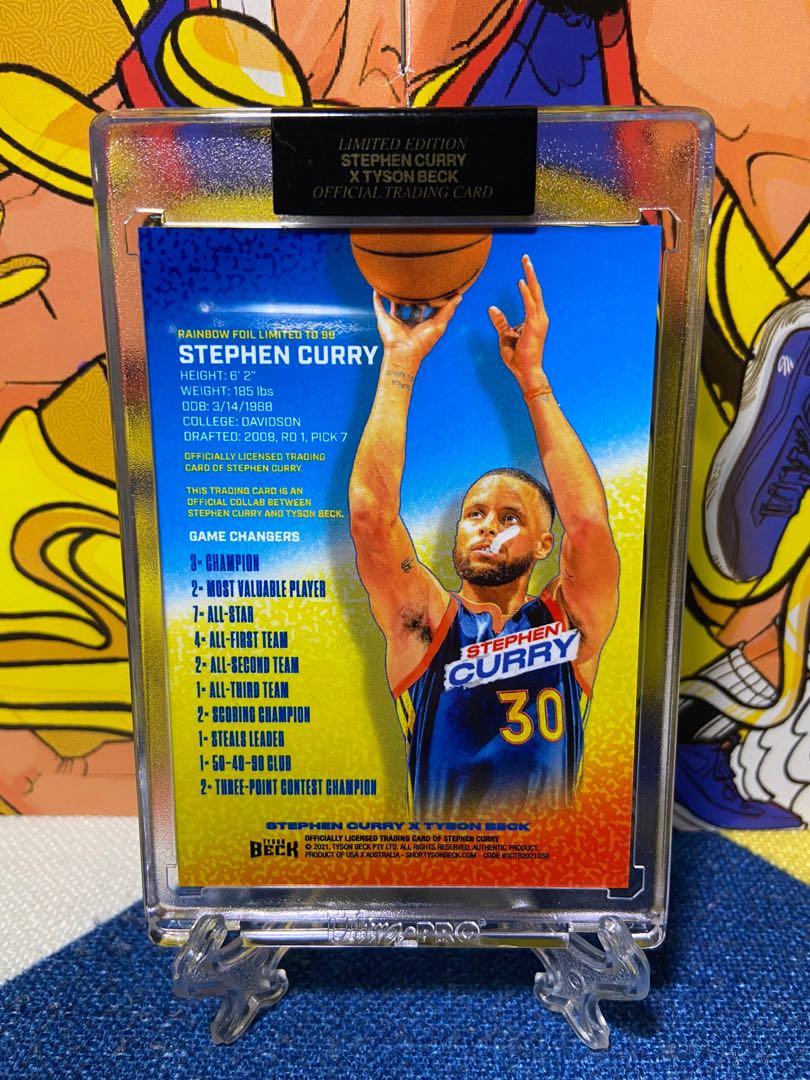 LIMITED EDITION
STEPHEN CURRY
X TYSON BECK
OFFICIAL TRADING CARD
RAINBOW FOIL LIMITED TO 99
STEPHEN CURRY
HEIGHT: 6' 2"
WEIGHT: 185 lbs
DOB: 3/14/1988
COLLEGE: DAVIDSON
DRAFTED: 2009, RD 1, PICK 7
OFFICIALLY LICENSED TRADING
CARD OF STEPHEN CURRY.
THIS TRADING CARD IS AN
OFFICIAL COLLAB BETWEEN
STEPHEN CURRY AND TYSON BECK.
GAME CHANGERS
3× CHAMPION
2× MOST VALUABLE PLAYER
7× ALL-STAR
4× ALL-FIRST TEAM
2× ALL-SECOND TEAM
1× ALL-THIRD TEAM
2× SCORING CHAMPION
1× STEALS LEADER
1× 50-40-90 CLUB
2× THREE-POINT CONTEST CHAMPION
STEPHEN
CURRY
30
STEPHEN CURRY X TYSON BECK
TYSON
BECK
OFFICIALLY LICENSED TRADING CARD OF STEPHEN CURRY
© 2021, TYSON BECK PTY LTD. ALL RIGHTS RESERVED, AUTHENTIC PRODUCT.
PRODUCT OF USA X AUSTRALIA - SHOP.TYSONBECK.COM - CODE #SCTB202103R
Ultra-PRO